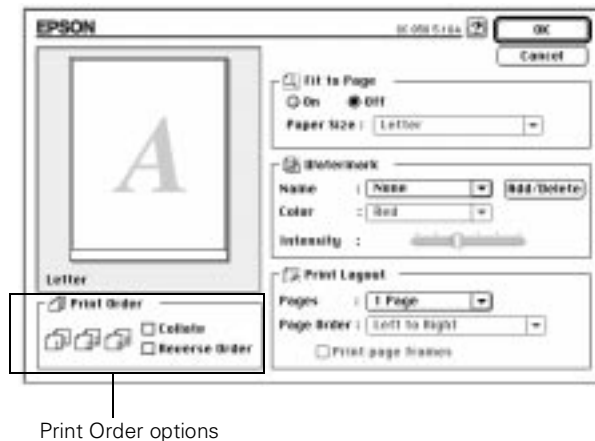 EPSON
OK
Cancel
Fit to Page
On Off
Paper Size : Letter
Watermark
Name : None Add/Delete
Color : Red
Intensity :
A
Letter
Print Layout
Pages : 1 Page
Page Order : Left to Right
Print page frames
Print Order
Collate
Reverse Order
Print Order options